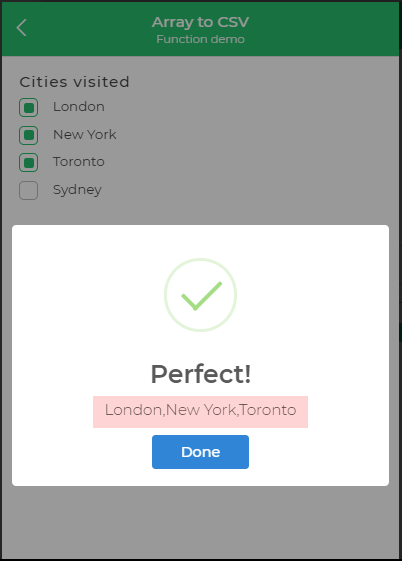 Array to CSV
Function demo
Cities visited
London
New York
Toronto
Sydney
Perfect!
London,New York,Toronto
Done